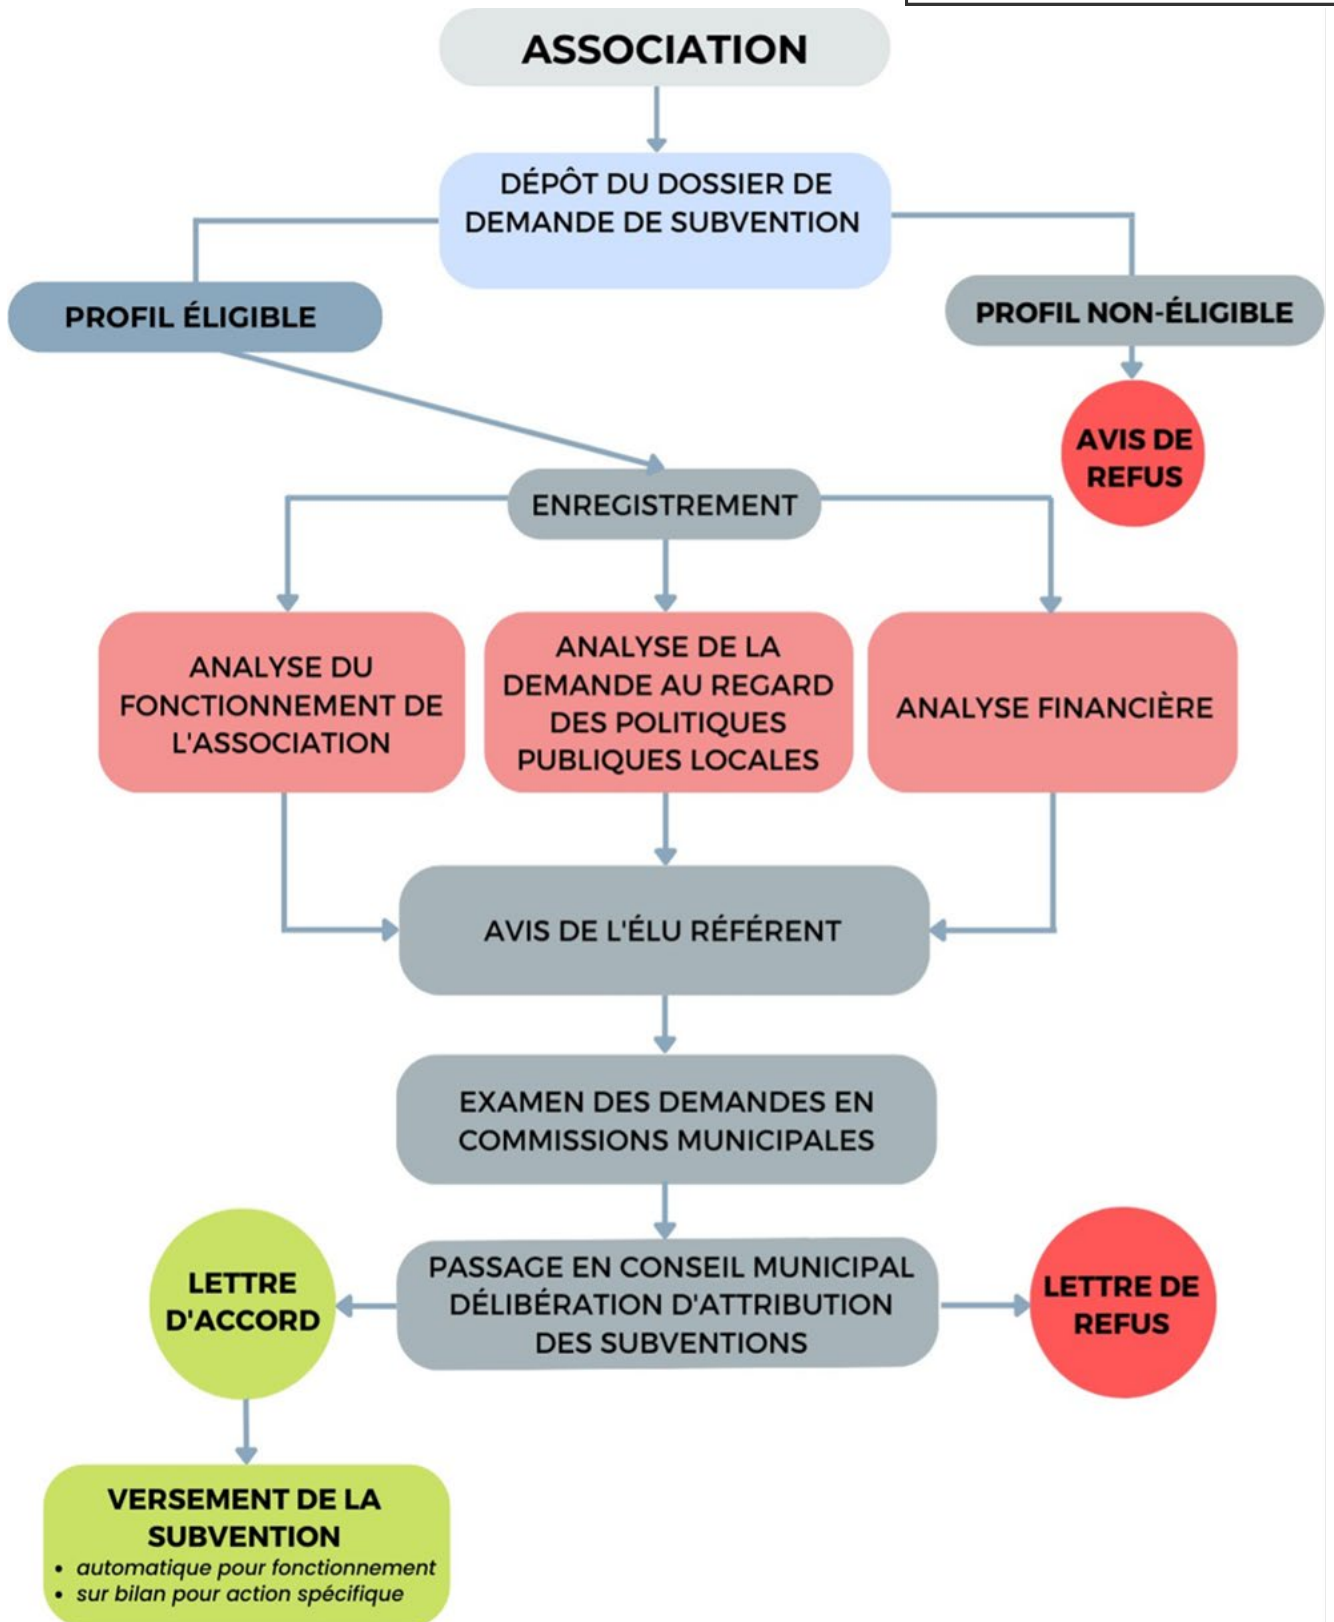 ASSOCIATION
DÉPÔT DU DOSSIER DE
DEMANDE DE SUBVENTION
PROFIL ÉLIGIBLE
PROFIL NON-ÉLIGIBLE
AVIS DE
REFUS
ENREGISTREMENT
ANALYSE DU
FONCTIONNEMENT DE
L'ASSOCIATION
ANALYSE DE LA
DEMANDE AU REGARD
DES POLITIQUES
PUBLIQUES LOCALES
ANALYSE FINANCIÈRE
AVIS DE L'ÉLU RÉFÉRENT
EXAMEN DES DEMANDES EN
COMMISSIONS MUNICIPALES
PASSAGE EN CONSEIL MUNICIPAL
DÉLIBÉRATION D'ATTRIBUTION
DES SUBVENTIONS
LETTRE
D'ACCORD
LETTRE DE
REFUS
VERSEMENT DE LA
SUBVENTION
• automatique pour fonctionnement
• sur bilan pour action spécifique